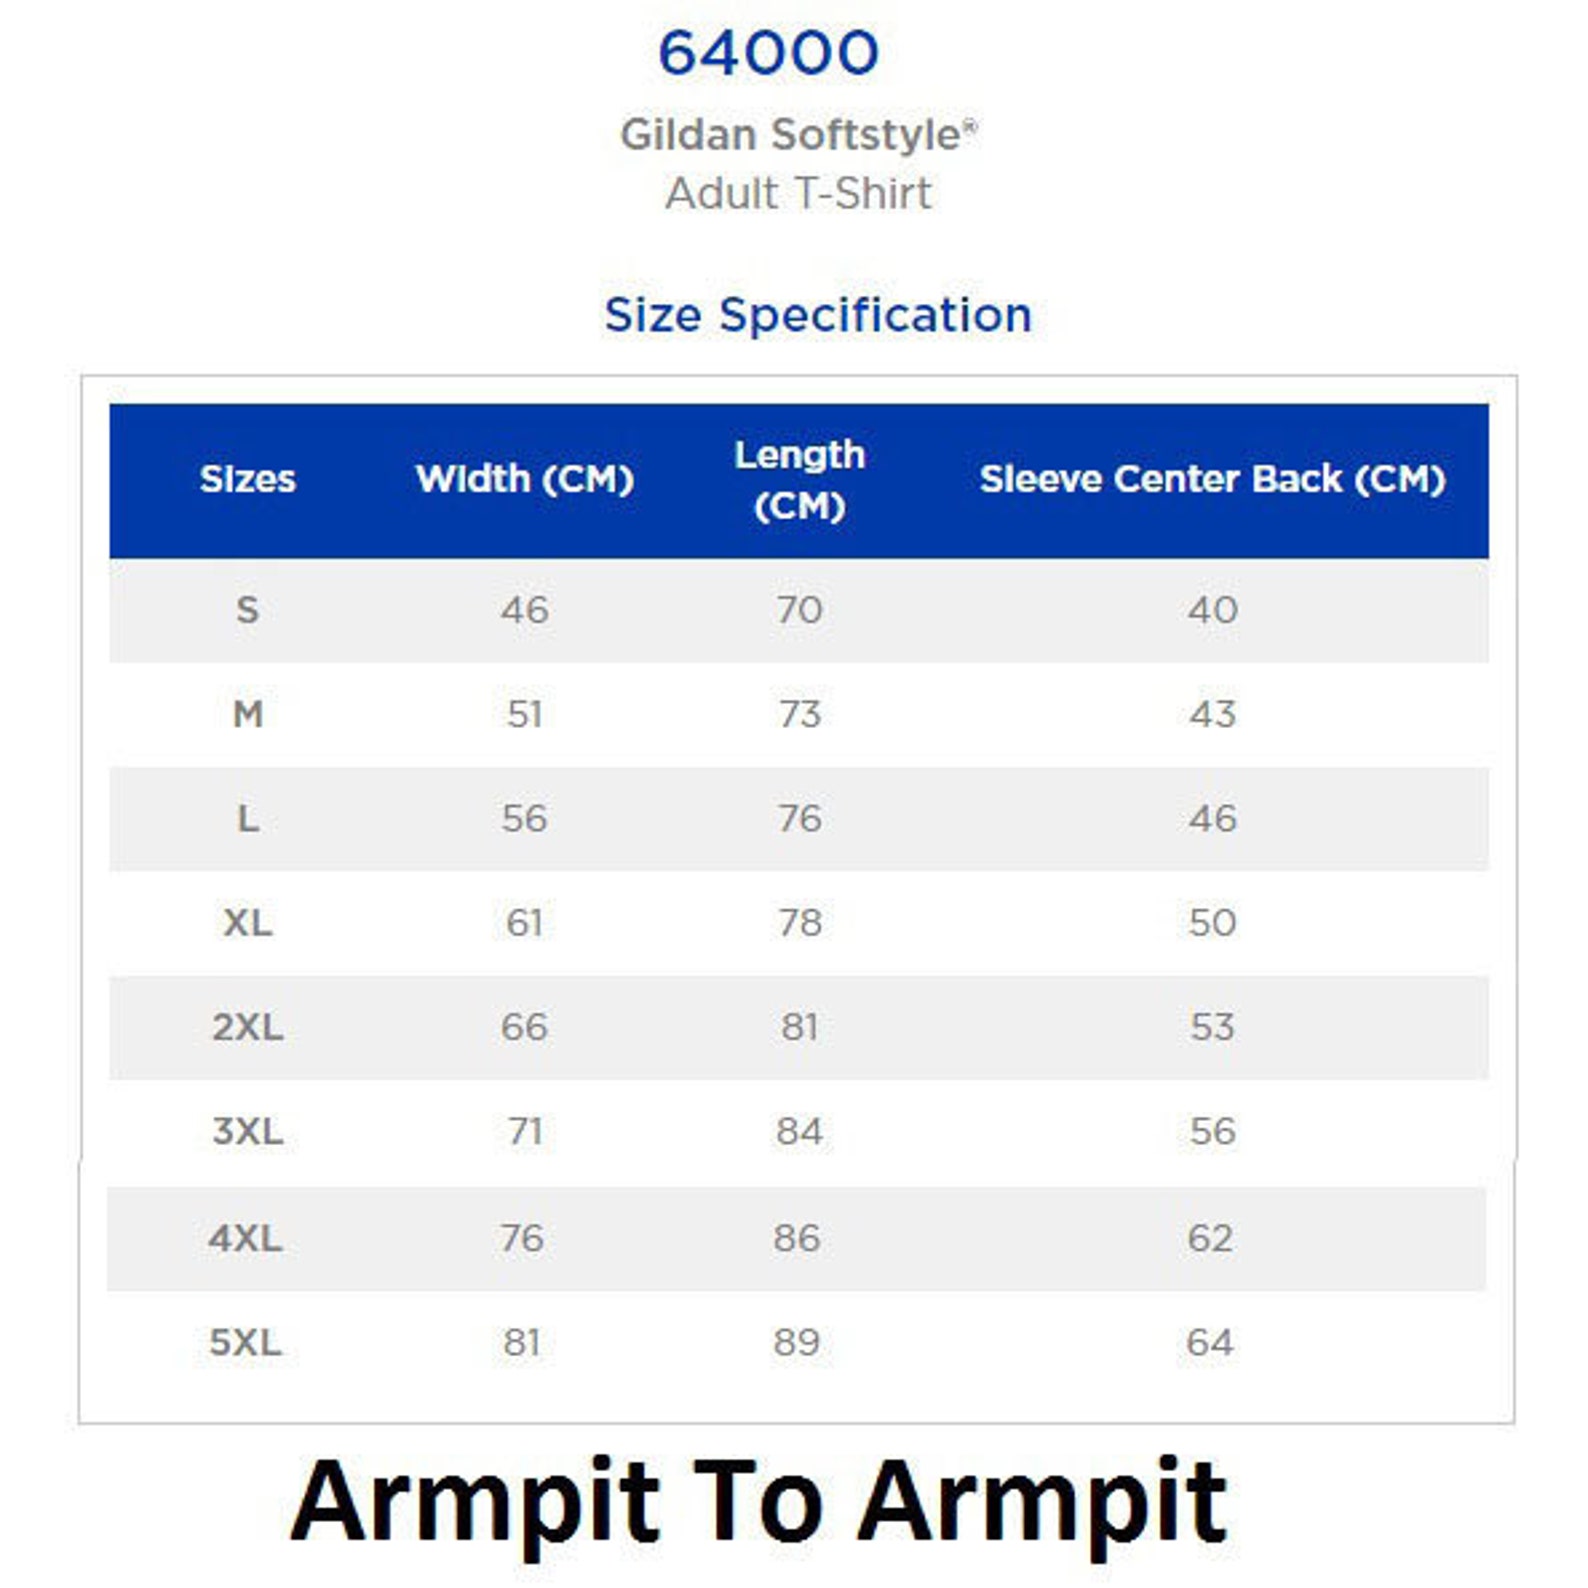 64000
Gildan Softstyle®
Adult T-Shirt
Size Specification
Sizes Width (CM) Length (CM) Sleeve Center Back (CM)
S 46 70 40
M 51 73 43
L 56 76 46
XL 61 78 50
2XL 66 81 53
3XL 71 84 56
4XL 76 86 62
5XL 81 89 64
Armpit To Armpit